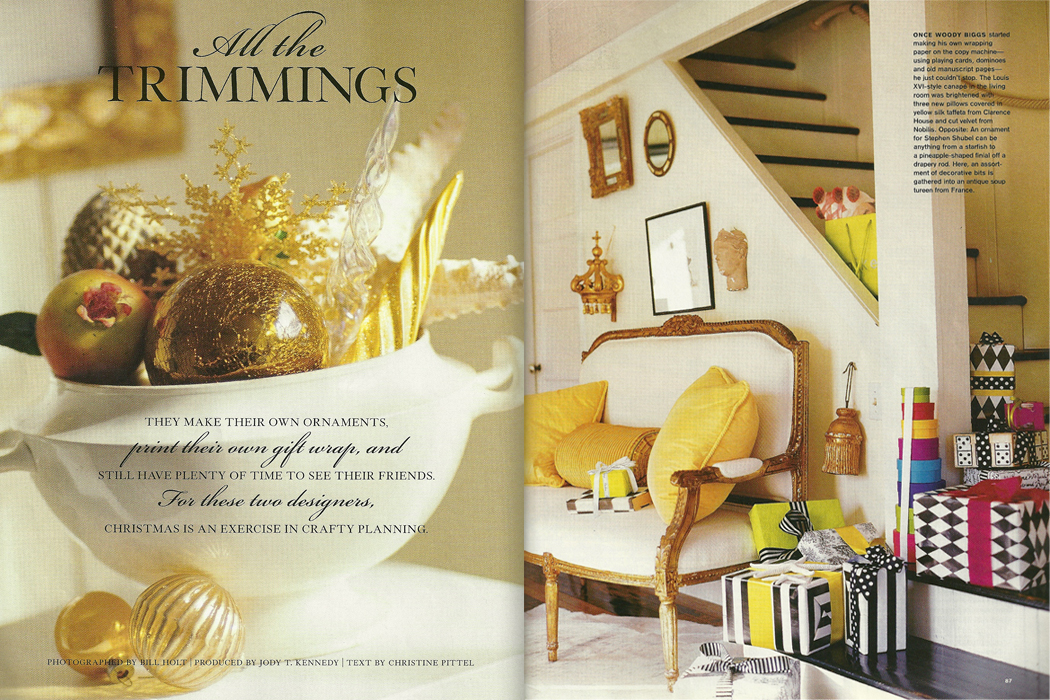 All the
TRIMMINGS
THEY MAKE THEIR OWN ORNAMENTS,
print their own gift wrap, and
STILL HAVE PLENTY OF TIME TO SEE THEIR FRIENDS.
For these two designers,
CHRISTMAS IS AN EXERCISE IN CRAFTY PLANNING.
PHOTOGRAPHED BY BILL HOLT | PRODUCED BY JODY T. KENNEDY | TEXT BY CHRISTINE PITTEL
ONCE WOODY BIGGS started
making his own wrapping
paper on the copy machine—
using playing cards, dominoes
and old manuscript pages—
he just couldn't stop. The Louis
XVI-style canapé in the living
room was brightened with
three new pillows covered in
yellow silk taffeta from Clarence
House and cut velvet from
Nobilis. Opposite: An ornament
for Stephen Shubel can be
anything from a starfish to
a pineapple-shaped finial off a
drapery rod. Here, an assort-
ment of decorative bits is
gathered into an antique soup
tureen from France.
87